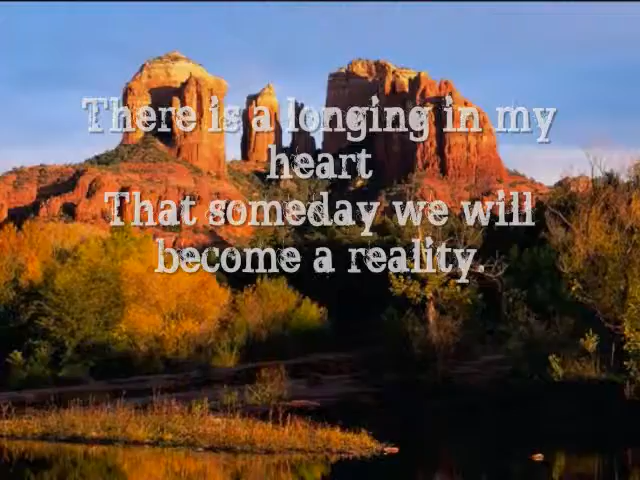 There is a longing in my
heart
That someday we will
become a reality.